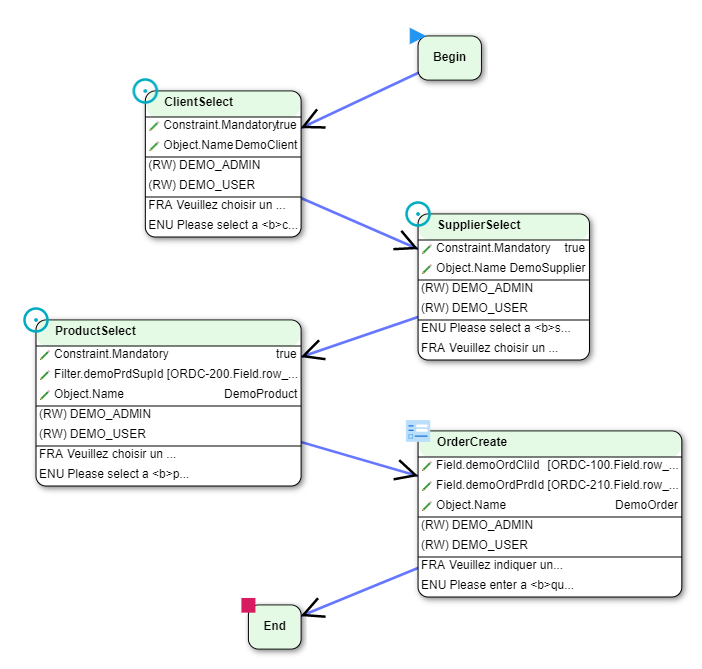 Begin
ClientSelect
Constraint.Mandatory true
Object.Name DemoClient
(RW) DEMO_ADMIN
(RW) DEMO_USER
FRA Veuillez choisir un ...
ENU Please select a <b>c...
SupplierSelect
Constraint.Mandatory true
Object.Name DemoSupplier
(RW) DEMO_ADMIN
(RW) DEMO_USER
ENU Please select a <b>s...
FRA Veuillez choisir un ...
ProductSelect
Constraint.Mandatory true
Filter.demoPrdSupId [ORDC-200.Field.row_...
Object.Name DemoProduct
(RW) DEMO_ADMIN
(RW) DEMO_USER
FRA Veuillez choisir un ...
ENU Please select a <b>p...
OrderCreate
Field.demoOrdCliId [ORDC-100.Field.row_...
Field.demoOrdPrdId [ORDC-210.Field.row_...
Object.Name DemoOrder
(RW) DEMO_ADMIN
(RW) DEMO_USER
FRA Veuillez indiquer un...
ENU Please enter a <b>qu...
End